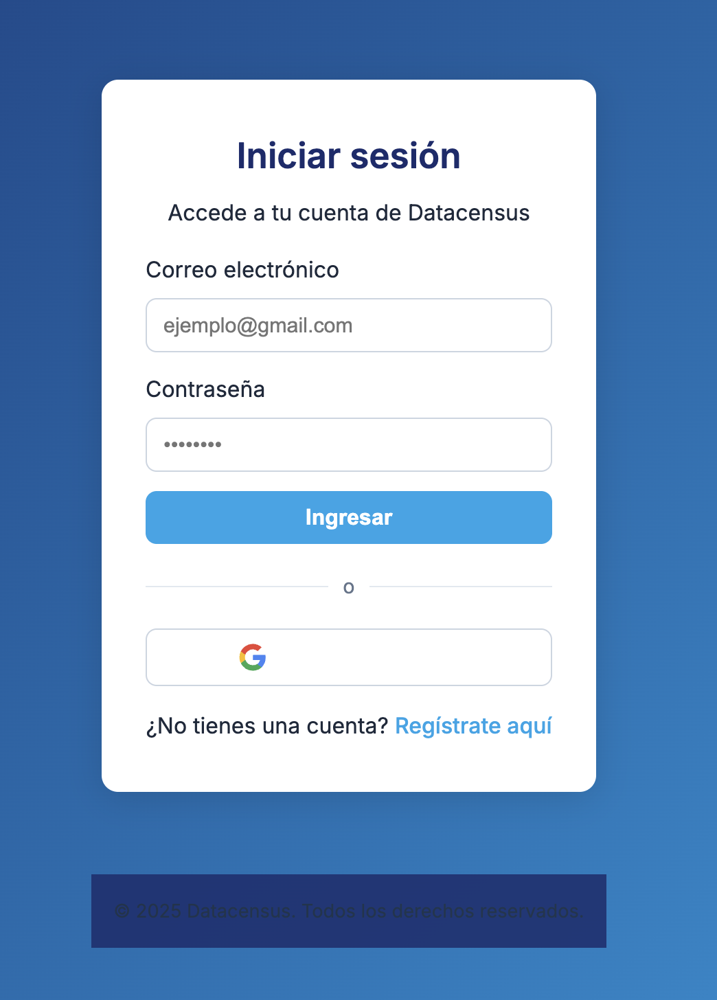 Iniciar sesión
Accede a tu cuenta de Datacensus
Correo electrónico
ejemplo@gmail.com
Contraseña
••••••••
Ingresar
o
¿No tienes una cuenta? Regístrate aquí
© 2025 Datacensus. Todos los derechos reservados.